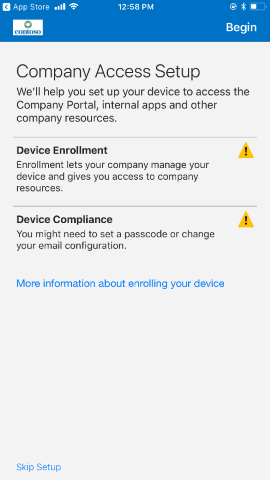 App Store 12:58 PM
contoso
Begin
Company Access Setup
We'll help you set up your device to access the
Company Portal, internal apps and other
company resources.
Device Enrollment
Enrollment lets your company manage your
device and gives you access to company
resources.
Device Compliance
You might need to set a passcode or change
your email configuration.
More information about enrolling your device
Skip Setup